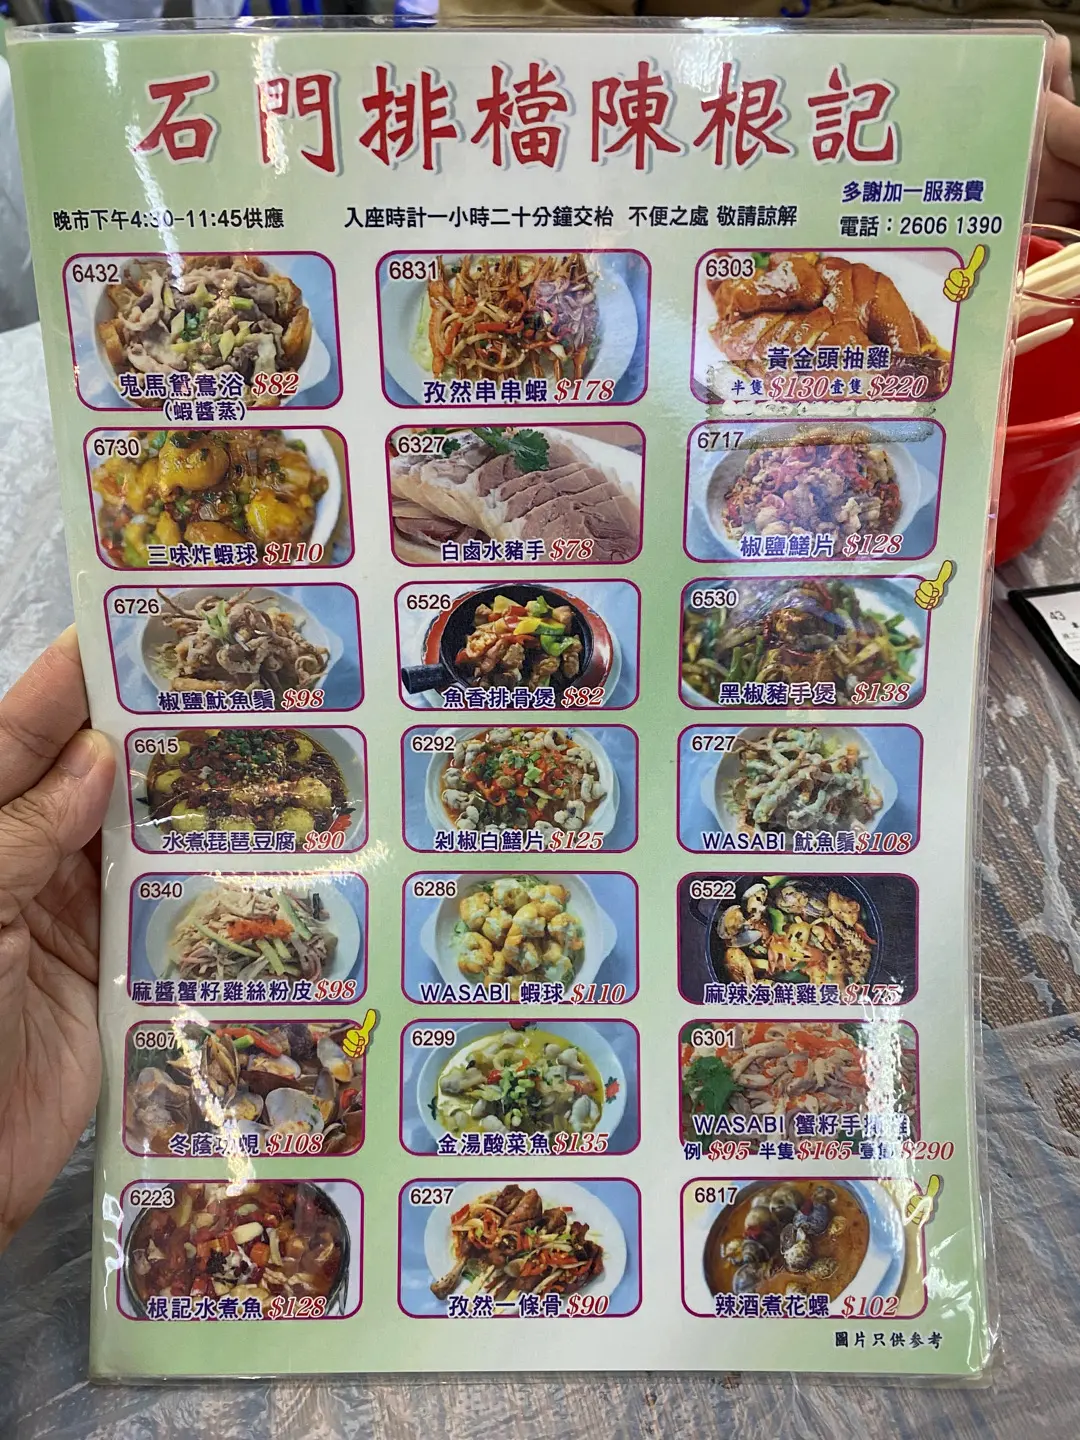 石門排檔陳根記
多謝加一服務費
晚市下午4:30-11:45供應
入座時計一小時二十分鐘交枱 不便之處 敬請諒解
電話：2606 1390
6432
鬼馬鴛鴦浴 $82
(蝦醬蒸)
6831
孜然串串蝦 $178
6303
黃金頭抽雞
半隻 $130 壹隻 $220
6730
三味炸蝦球 $110
6327
白鹵水豬手 $78
6717
椒鹽鱔片 $128
6726
椒鹽魷魚鬚 $98
6526
魚香排骨煲 $82
6530
黑椒豬手煲 $138
6615
水煮琵琶豆腐 $90
6292
剁椒白鱔片 $125
6727
WASABI 魷魚鬚 $108
6340
麻醬蟹籽雞絲粉皮 $98
6286
WASABI 蝦球 $110
6522
麻辣海鮮雞煲 $175
6807
冬蔭功蜆 $108
6299
金湯酸菜魚 $135
6301
WASABI 蟹籽手撕雞
例 $95 半隻 $165 壹隻 $290
6223
根記水煮魚 $128
6237
孜然一條骨 $90
6817
辣酒煮花螺 $102
圖片只供參考
43